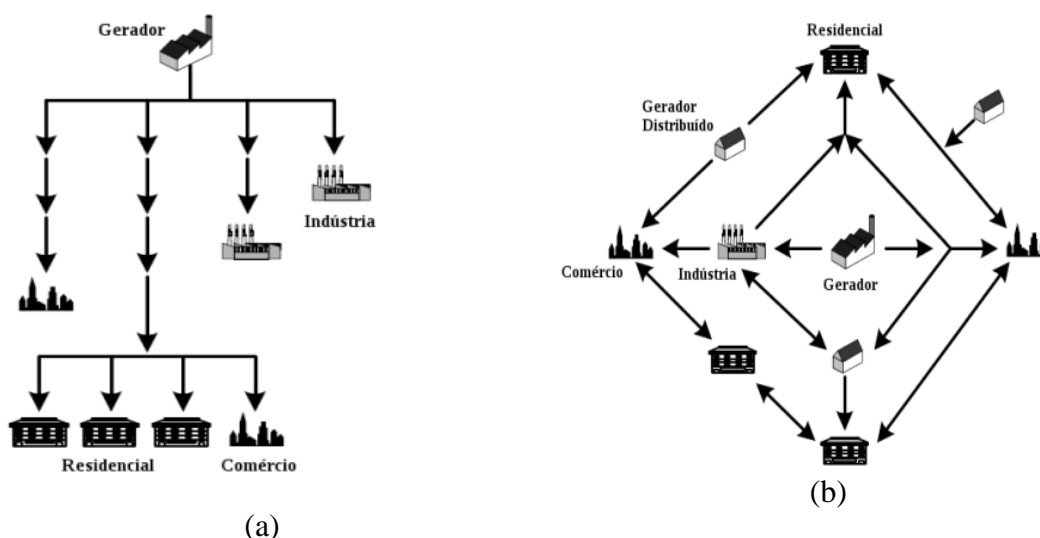 Gerador
Indústria
Residencial
Comércio
(a)
Residencial
Gerador
Distribuído
Comércio
Indústria
Gerador
(b)